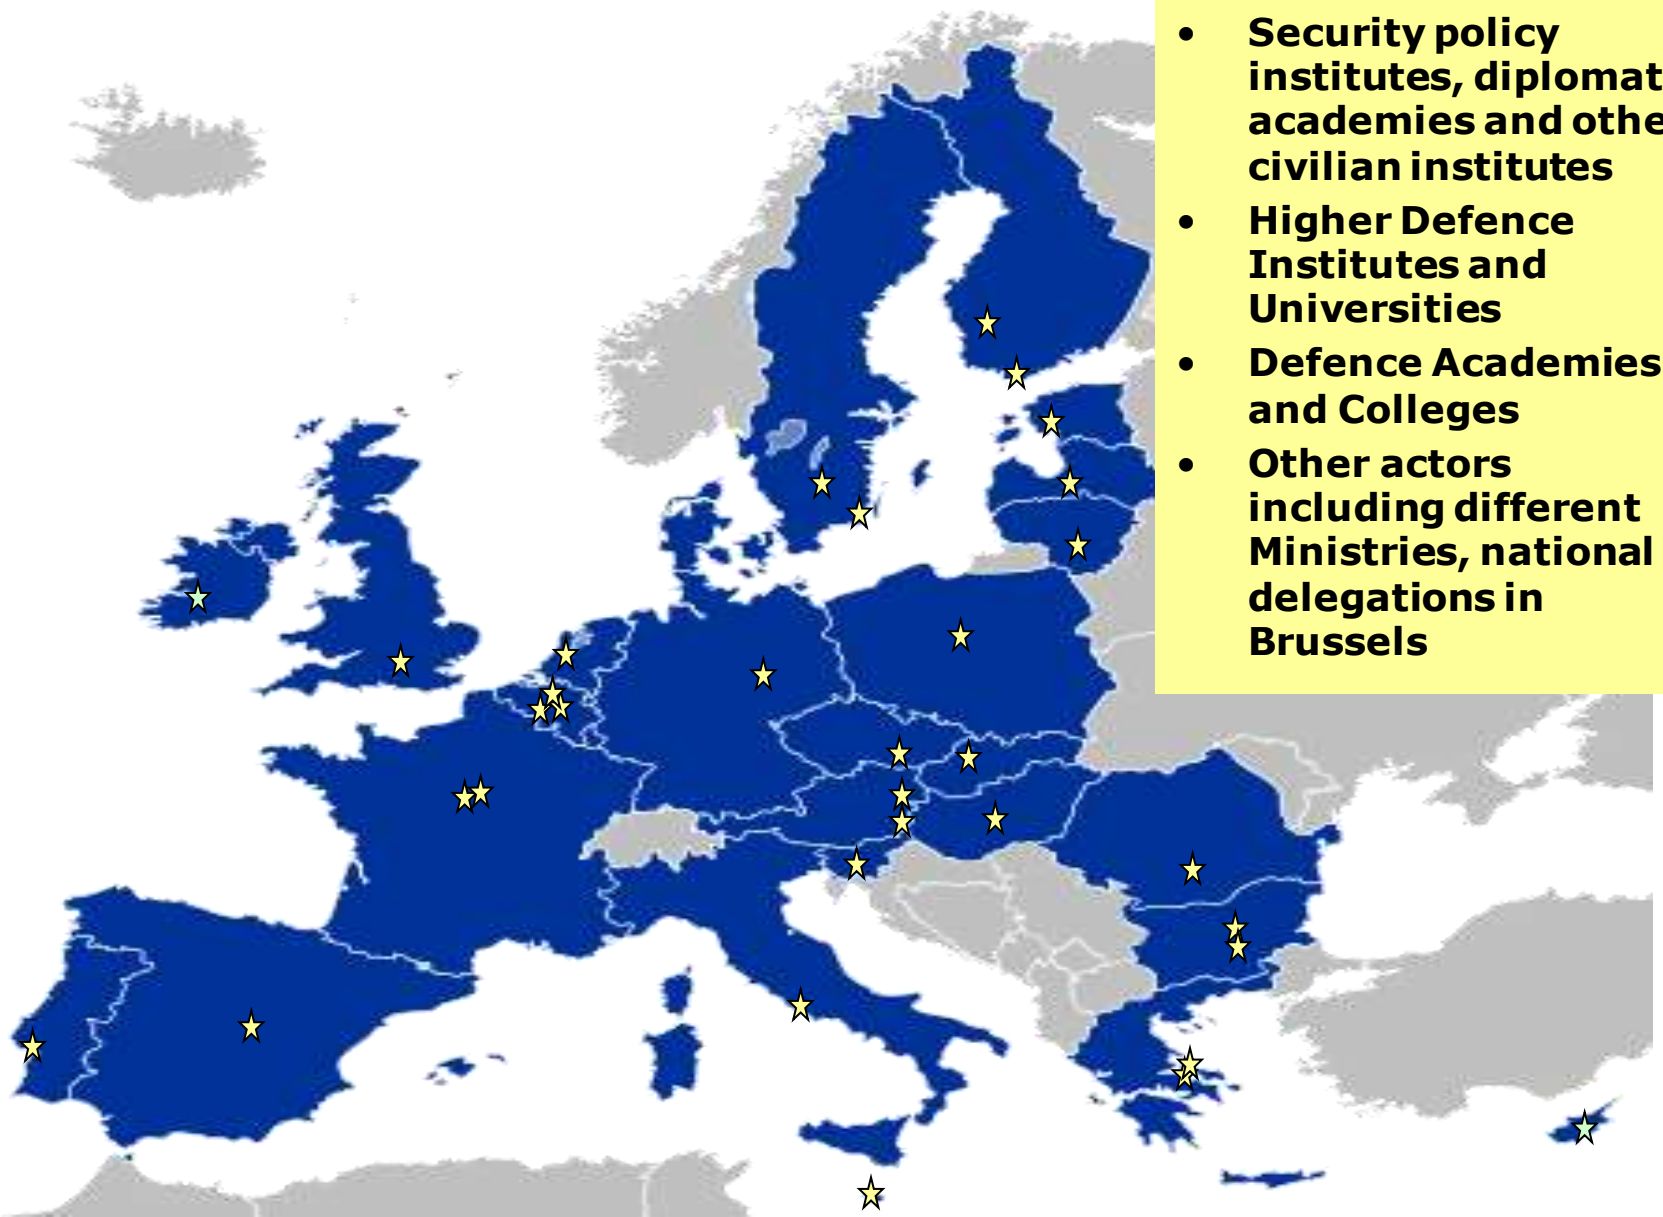 • Security policy
institutes, diplomat
academies and othe
civilian institutes
• Higher Defence
Institutes and
Universities
• Defence Academies
and Colleges
• Other actors
including different
Ministries, national
delegations in
Brussels